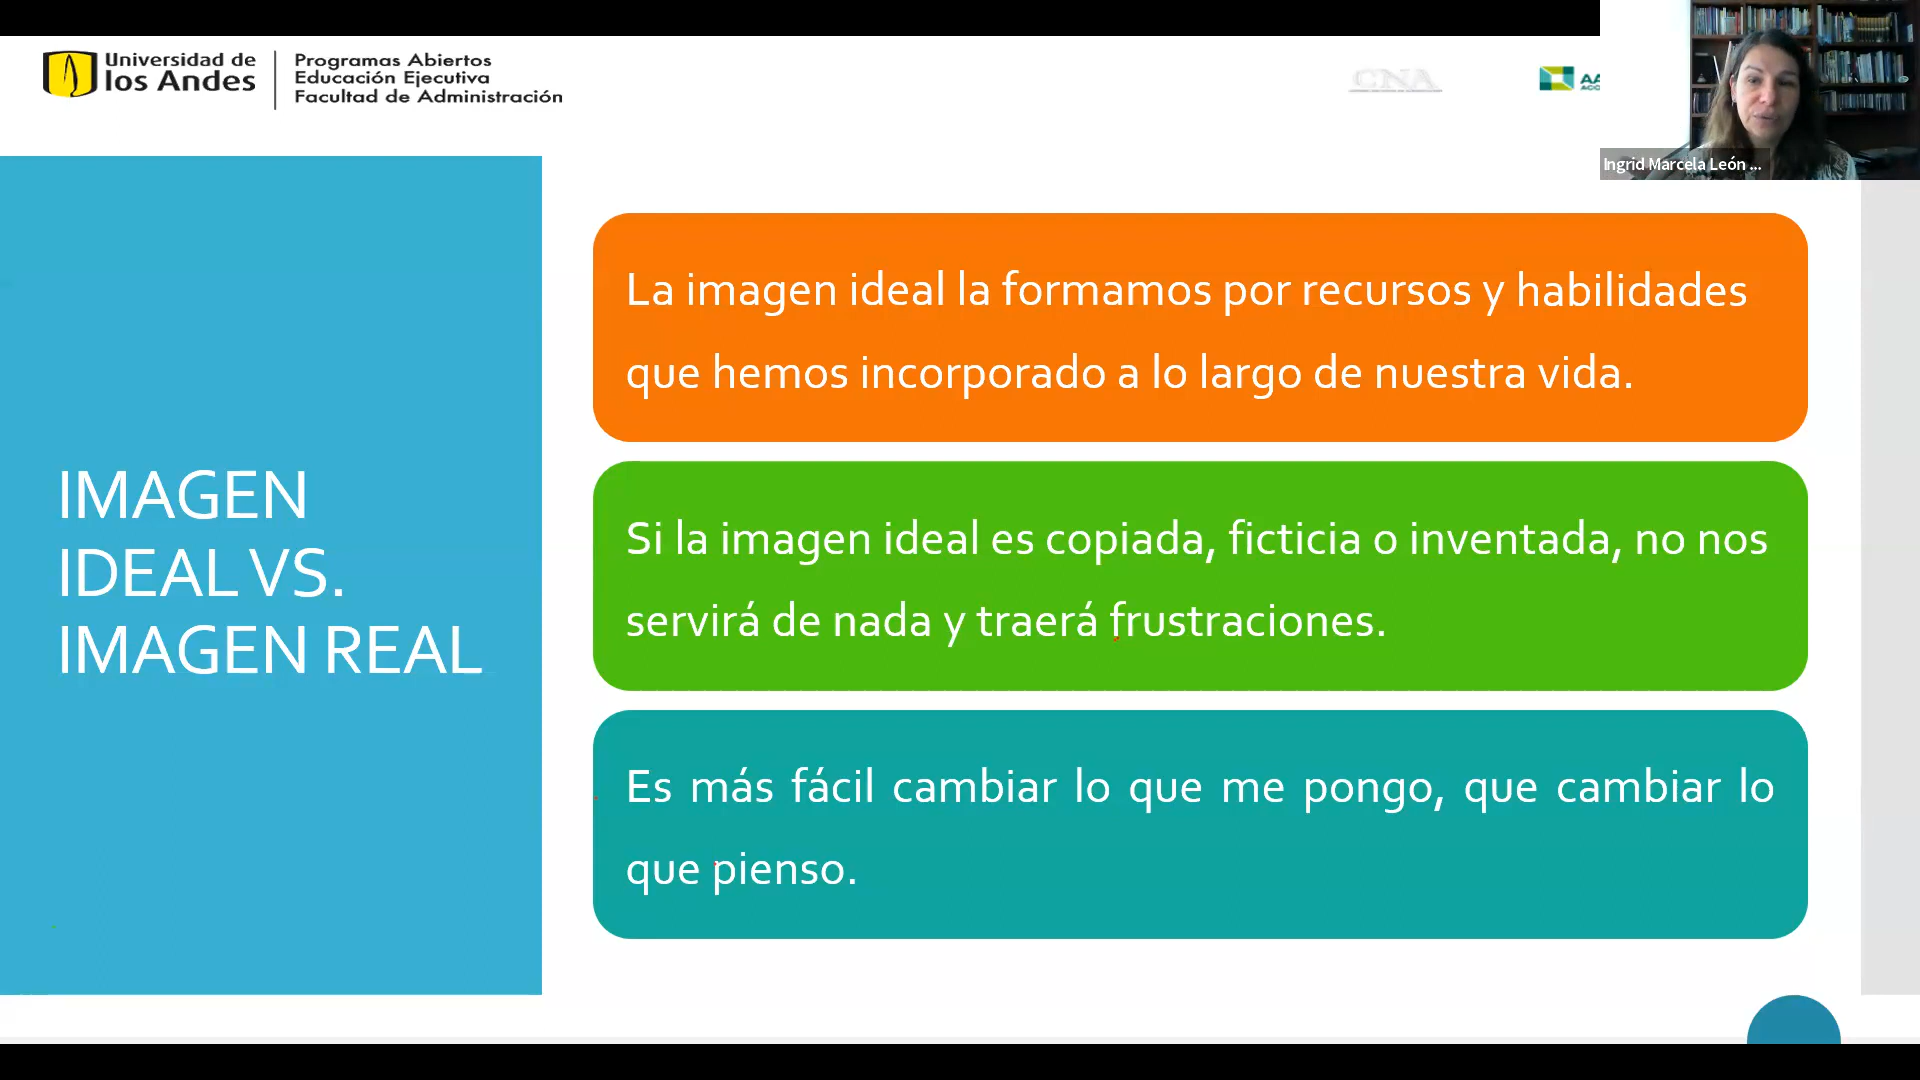 Universidad de
los Andes
Programas Abiertos
Educación Ejecutiva
Facultad de Administración
CNA
Ingrid Marcela León ...
IMAGEN
IDEAL VS.
IMAGEN REAL
La imagen ideal la formamos por recursos y habilidades
que hemos incorporado a lo largo de nuestra vida.
Si la imagen ideal es copiada, ficticia o inventada, no nos
servirá de nada y traerá frustraciones.
Es más fácil cambiar lo que me pongo, que cambiar lo
que pienso.